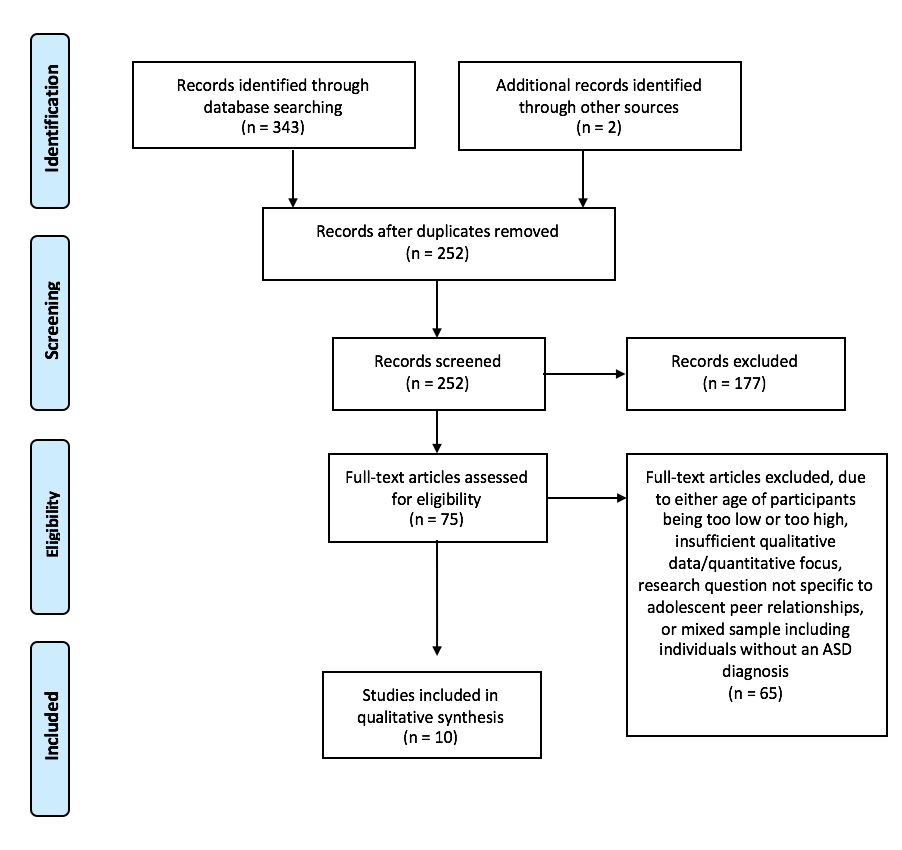 Identification
Records identified through
database searching
(n = 343)
Additional records identified
through other sources
(n = 2)
Records after duplicates removed
(n = 252)
Screening
Records screened
(n = 252)
Records excluded
(n = 177)
Eligibility
Full-text articles assessed
for eligibility
(n = 75)
Full-text articles excluded, due
to either age of participants
being too low or too high,
insufficient qualitative
data/quantitative focus,
research question not specific to
adolescent peer relationships,
or mixed sample including
individuals without an ASD
diagnosis
(n = 65)
Included
Studies included in
qualitative synthesis
(n = 10)